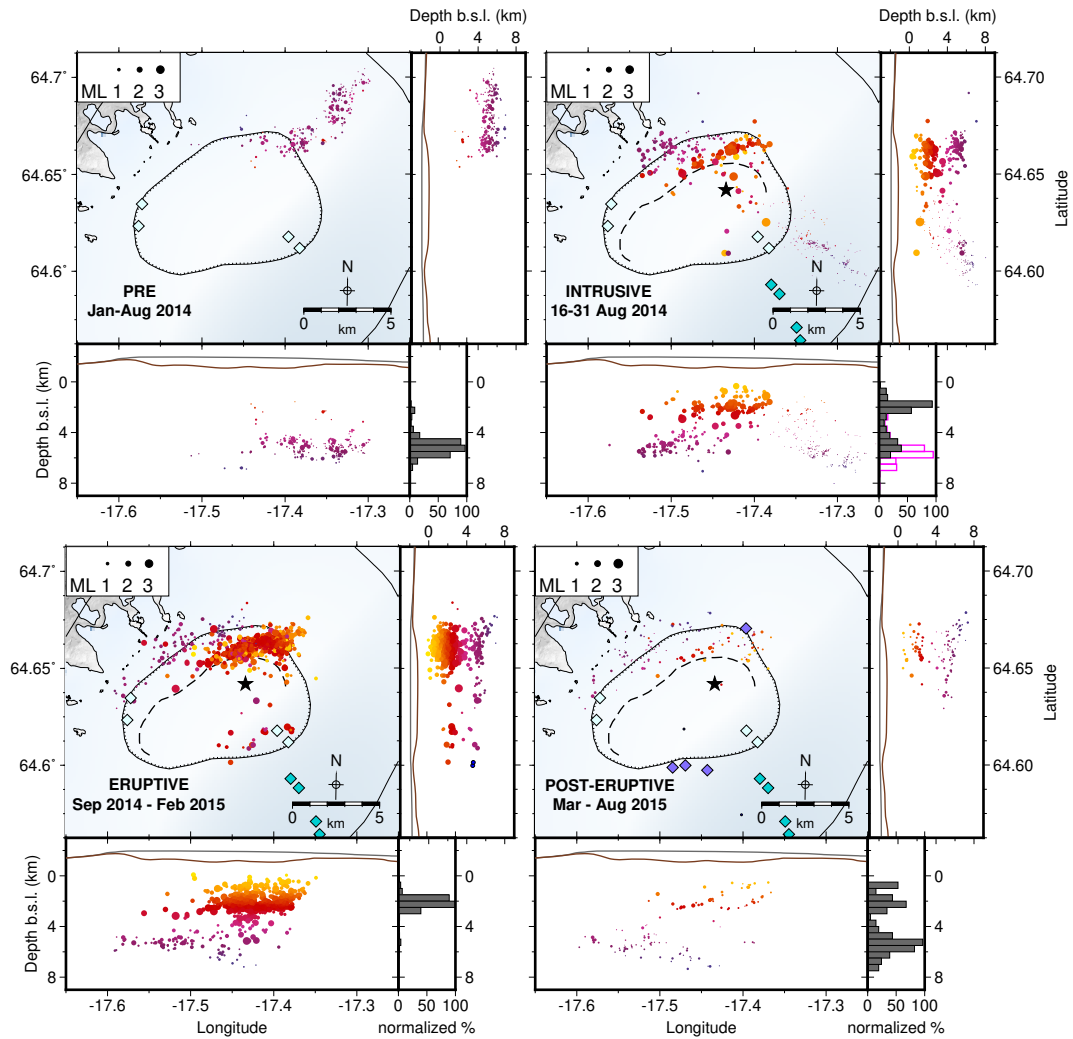 Depth b.s.l. (km)
0 4 8
Depth b.s.l. (km)
0 4 8
ML 1 2 3
64.7°
64.65°
64.6°
N
PRE
Jan-Aug 2014
0 5
km
ML 1 2 3
64.70
64.65
64.60
Latitude
N
INTRUSIVE
16-31 Aug 2014
0 5
km
Depth b.s.l. (km)
0
4
8
-17.6 -17.5 -17.4 -17.3
0 50 100
0
4
8
-17.6 -17.5 -17.4 -17.3
0 50 100
0 4 8
0 4 8
ML 1 2 3
64.7°
64.65°
64.6°
N
ERUPTIVE
Sep 2014 - Feb 2015
0 5
km
ML 1 2 3
64.70
64.65
64.60
Latitude
N
POST-ERUPTIVE
Mar - Aug 2015
0 5
km
Depth b.s.l. (km)
0
4
8
-17.6 -17.5 -17.4 -17.3
0 50 100
Longitude
normalized %
0
4
8
-17.6 -17.5 -17.4 -17.3
0 50 100
Longitude
normalized %